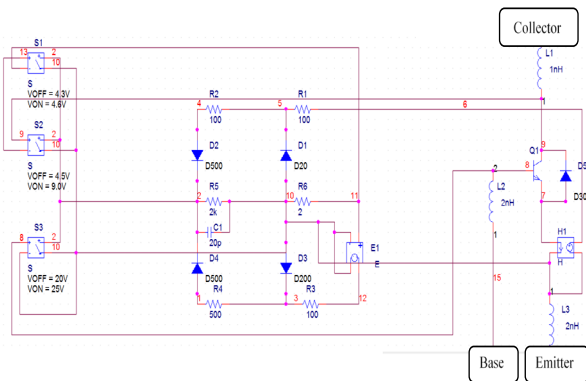 Collector
S1
13
2
10
L1
1nH
S
VOFF = 4.3V
VON = 4.6V
4
R2
100
5
R1
100
6
1
S2
9
2
10
S
VOFF = 4.5V
VON = 9.0V
D2
D500
D1
D20
Q1
9
8
D5
D30
2
7
2
R5
2k
10
R6
2
11
L2
2nH
C1
20p
S3
8
2
10
S
VOFF = 20V
VON = 25V
E1
E
H1
H
1
D4
D500
D3
D200
15
1
R4
500
3
R3
100
12
1
L3
2nH
Base
Emitter